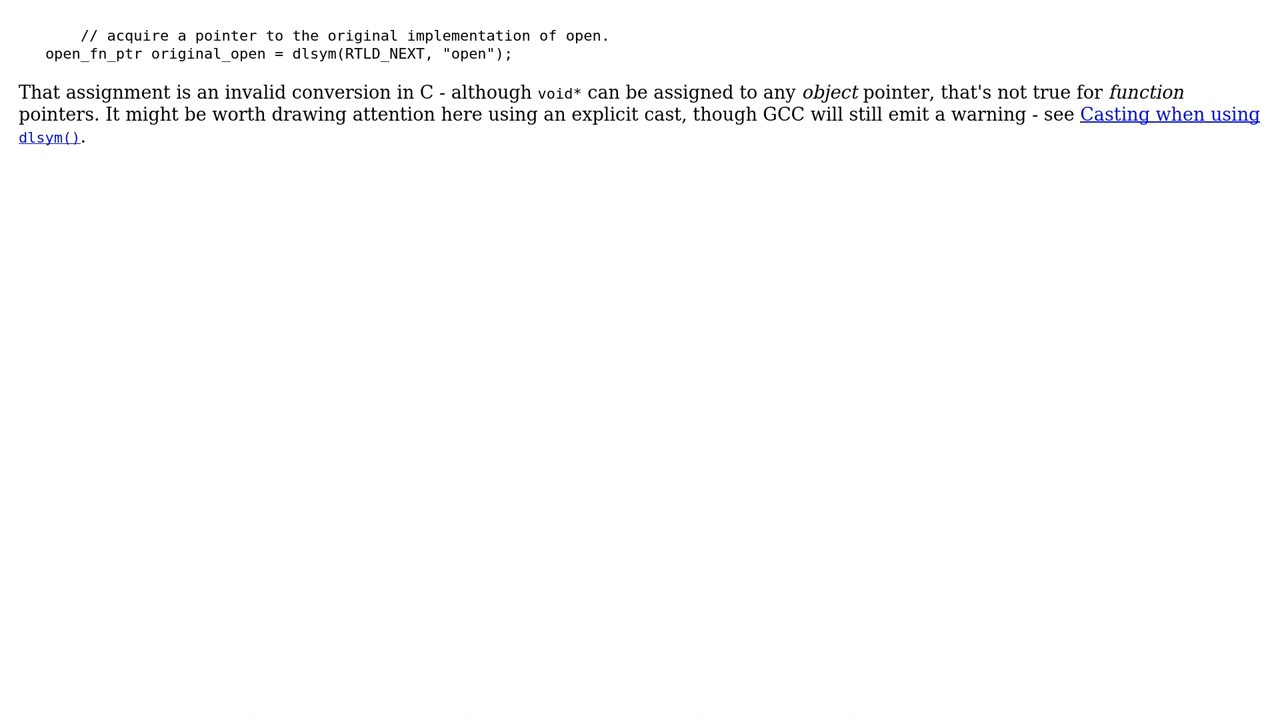 // acquire a pointer to the original implementation of open.
open_fn_ptr original_open = dlsym(RTLD_NEXT, "open");
That assignment is an invalid conversion in C - although void* can be assigned to any object pointer, that's not true for function
pointers. It might be worth drawing attention here using an explicit cast, though GCC will still emit a warning - see Casting when using
dlsym().